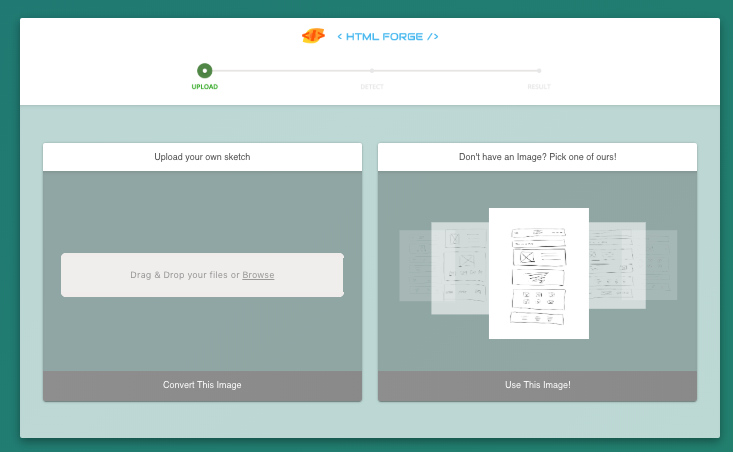 < HTML FORGE />
UPLOAD
DETECT
RESULT
Upload your own sketch
Don't have an Image? Pick one of ours!
Drag & Drop your files or Browse
Convert This Image
Use This Image!